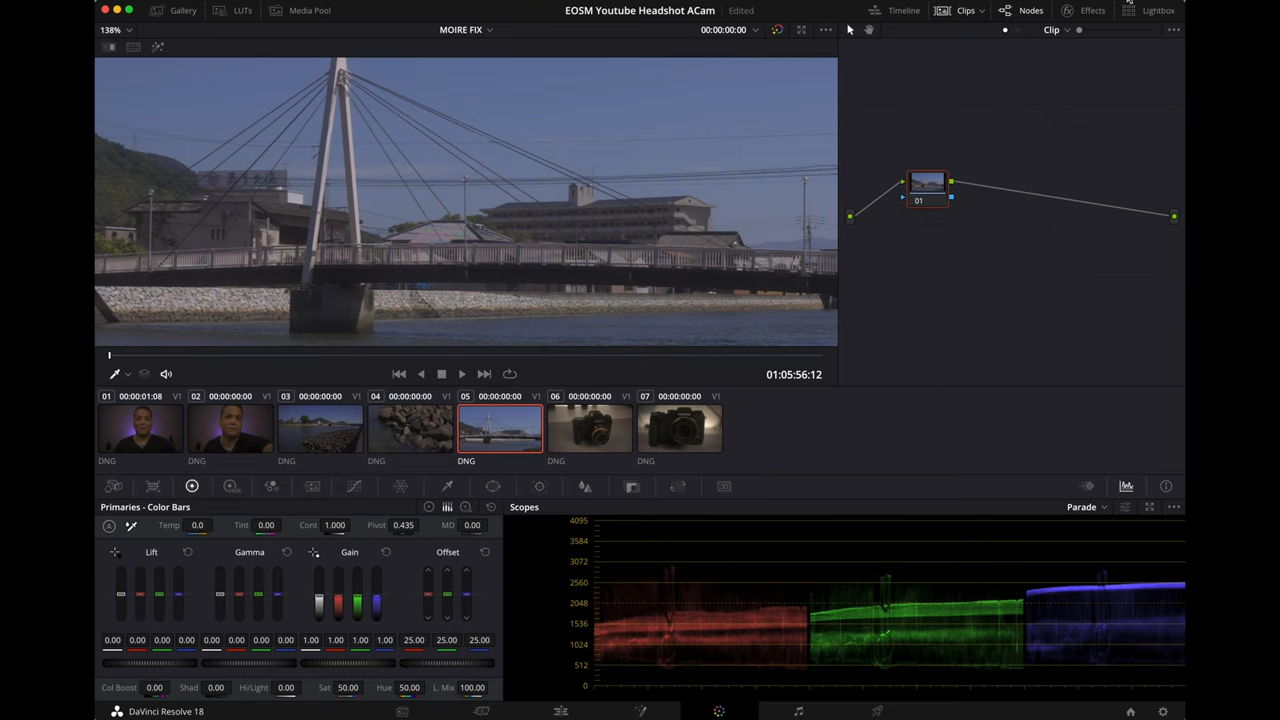 Gallery LUTs Media Pool EOSM Youtube Headshot ACam Edited Timeline Clips Nodes Effects Lightbox
138% MOIRE FIX 00:00:00:00 Clip
01
01:05:56:12
01 00:00:01:08 V1 02 00:00:00:00 V1 03 00:00:00:00 V1 04 00:00:00:00 V1 05 00:00:00:00 V1 06 00:00:00:00 V1 07 00:00:00:00 V1
DNG DNG DNG DNG DNG DNG DNG
Primaries - Color Bars Scopes Parade
A Temp 0.0 Tint 0.00 Cont 1.000 Pivot 0.435 MD 0.00
Lift Gamma Gain Offset
0.00 0.00 0.00 0.00 0.00 0.00 0.00 0.00 1.00 1.00 1.00 1.00 25.00 25.00 25.00
Col Boost 0.00 Shad 0.00 Hi/Light 0.00 Sat 50.00 Hue 50.00 L. Mix 100.00
4095
3584
3072
2560
2048
1536
1024
512
0
DaVinci Resolve 18